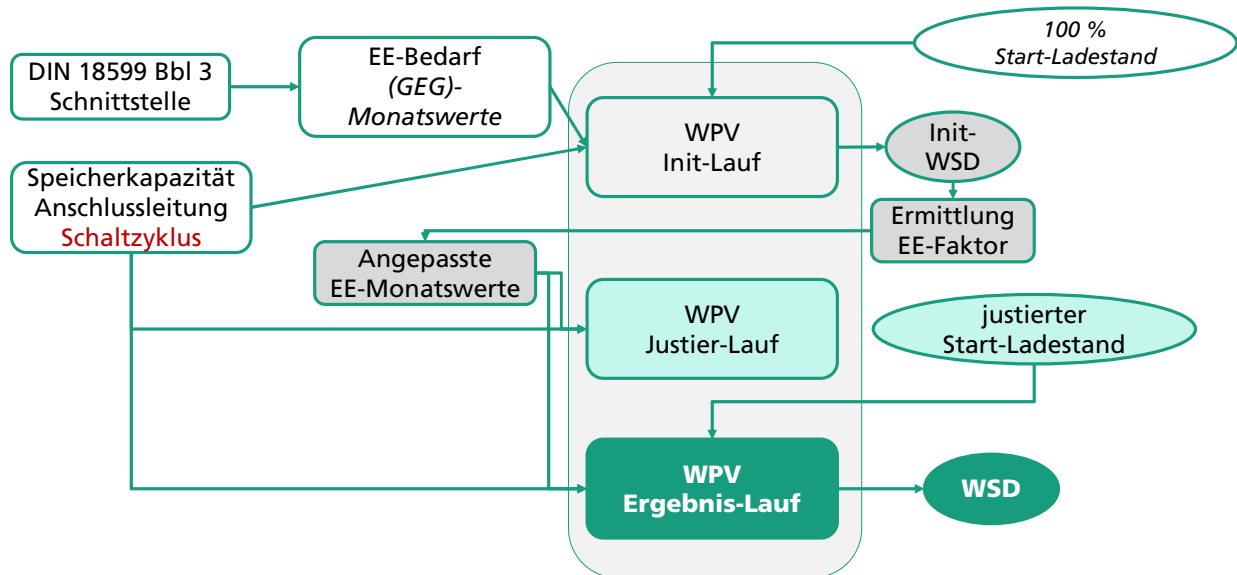 100 %
Start-Ladestand
DIN 18599 Bbl 3
Schnittstelle
EE-Bedarf
(GEG)-
Monatswerte
WPV
Init-Lauf
Init-
WSD
Speicherkapazität
Anschlussleitung
Schaltzyklus
Ermittlung
EE-Faktor
Angepasste
EE-Monatswerte
WPV
Justier-Lauf
justierter
Start-Ladestand
WPV
Ergebnis-Lauf
WSD